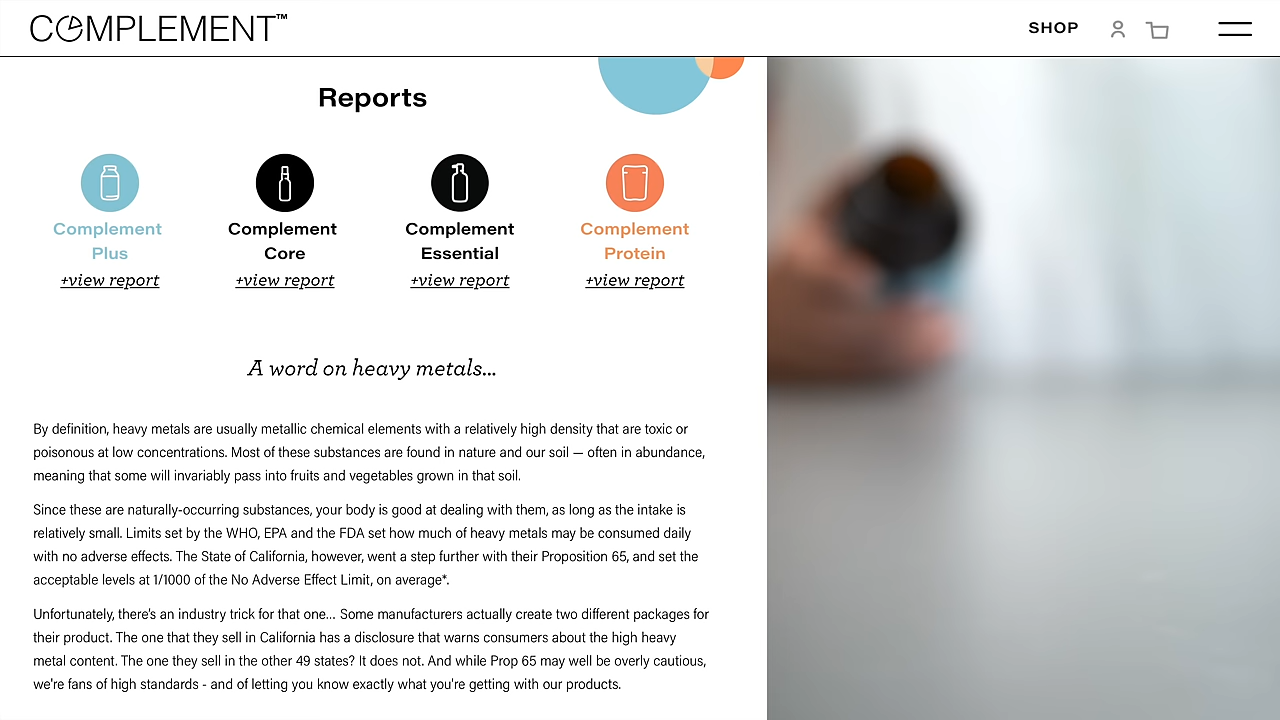 COMPLEMENT™
SHOP
Reports
Complement
Plus
+view report
Complement
Core
+view report
Complement
Essential
+view report
Complement
Protein
+view report
A word on heavy metals...
By definition, heavy metals are usually metallic chemical elements with a relatively high density that are toxic or
poisonous at low concentrations. Most of these substances are found in nature and our soil — often in abundance,
meaning that some will invariably pass into fruits and vegetables grown in that soil.
Since these are naturally-occurring substances, your body is good at dealing with them, as long as the intake is
relatively small. Limits set by the WHO, EPA and the FDA set how much of heavy metals may be consumed daily
with no adverse effects. The State of California, however, went a step further with their Proposition 65, and set the
acceptable levels at 1/1000 of the No Adverse Effect Limit, on average*.
Unfortunately, there's an industry trick for that one... Some manufacturers actually create two different packages for
their product. The one that they sell in California has a disclosure that warns consumers about the high heavy
metal content. The one they sell in the other 49 states? It does not. And while Prop 65 may well be overly cautious,
we're fans of high standards - and of letting you know exactly what you're getting with our products.